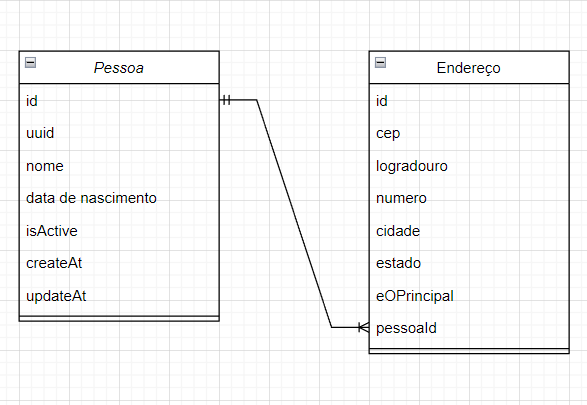 Pessoa
id
uuid
nome
data de nascimento
isActive
createAt
updateAt
Endereço
id
cep
logradouro
numero
cidade
estado
eOPrincipal
pessoaId